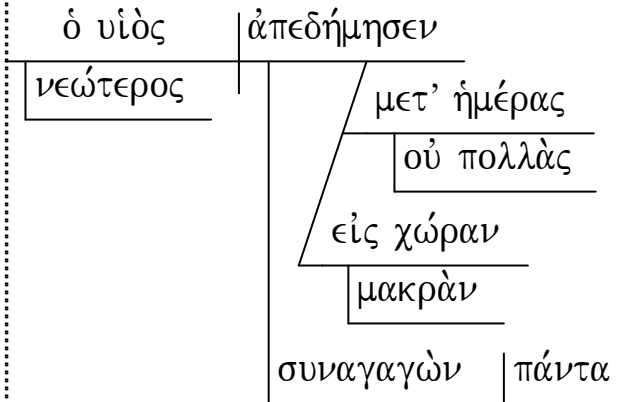 ὁ υἱὸς ἀπεδήμησεν
νεώτερος
μετ’ ἡμέρας
οὐ πολλὰς
εἰς χώραν
μακρὰν
συναγαγὼν πάντα